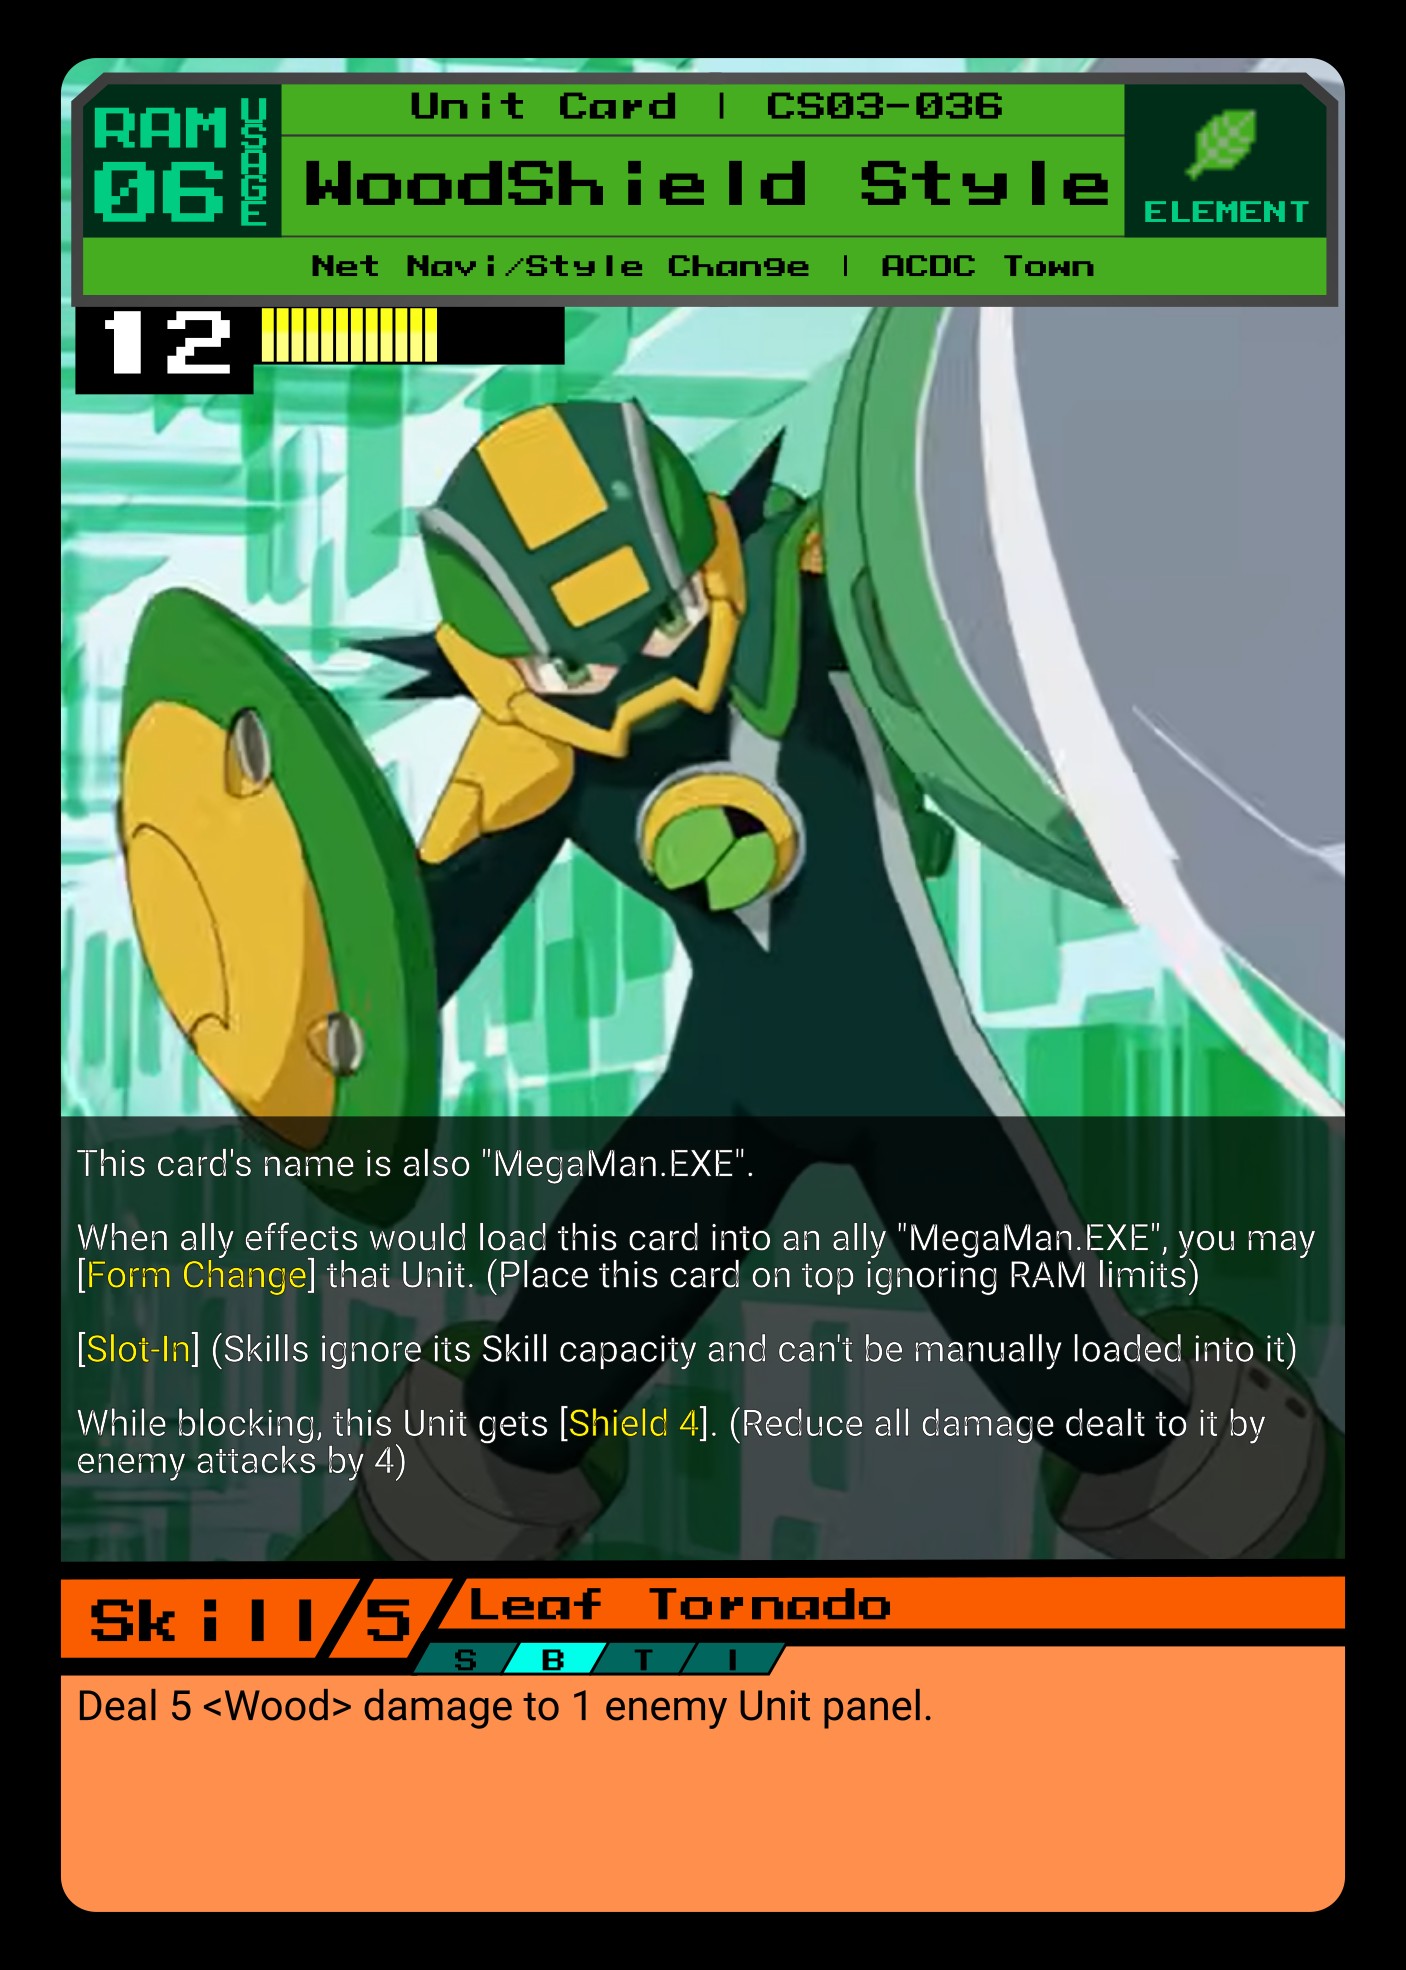 RAM
06
USAGE
Unit Card | CS03-036
WoodShield Style
ELEMENT
Net Navi/Style Change | ACDC Town
12
This card's name is also "MegaMan.EXE".
When ally effects would load this card into an ally "MegaMan.EXE", you may
[Form Change] that Unit. (Place this card on top ignoring RAM limits)
[Slot-In] (Skills ignore its Skill capacity and can't be manually loaded into it)
While blocking, this Unit gets [Shield 4]. (Reduce all damage dealt to it by
enemy attacks by 4)
Skill/5/Leaf Tornado
S B T I
Deal 5 <Wood> damage to 1 enemy Unit panel.